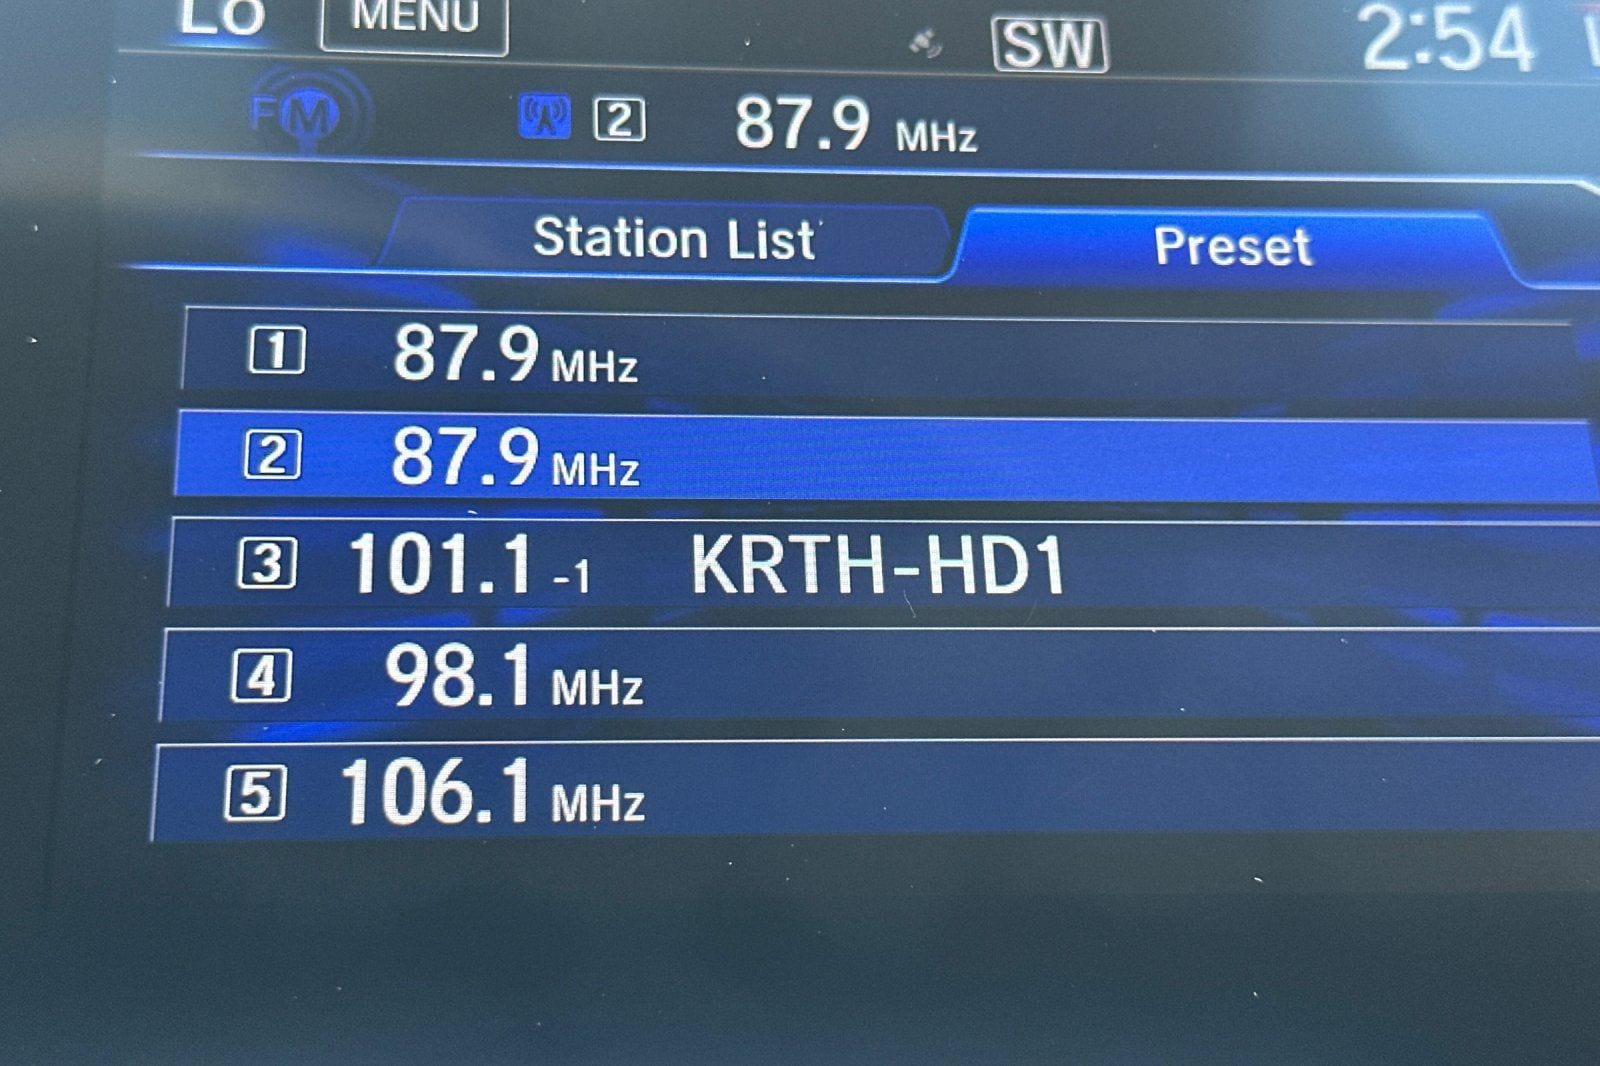 LO MENU SW 2:54
FM 2 87.9 MHz
Station List Preset
1 87.9 MHz
2 87.9 MHz
3 101.1 -1 KRTH-HD1
4 98.1 MHz
5 106.1 MHz